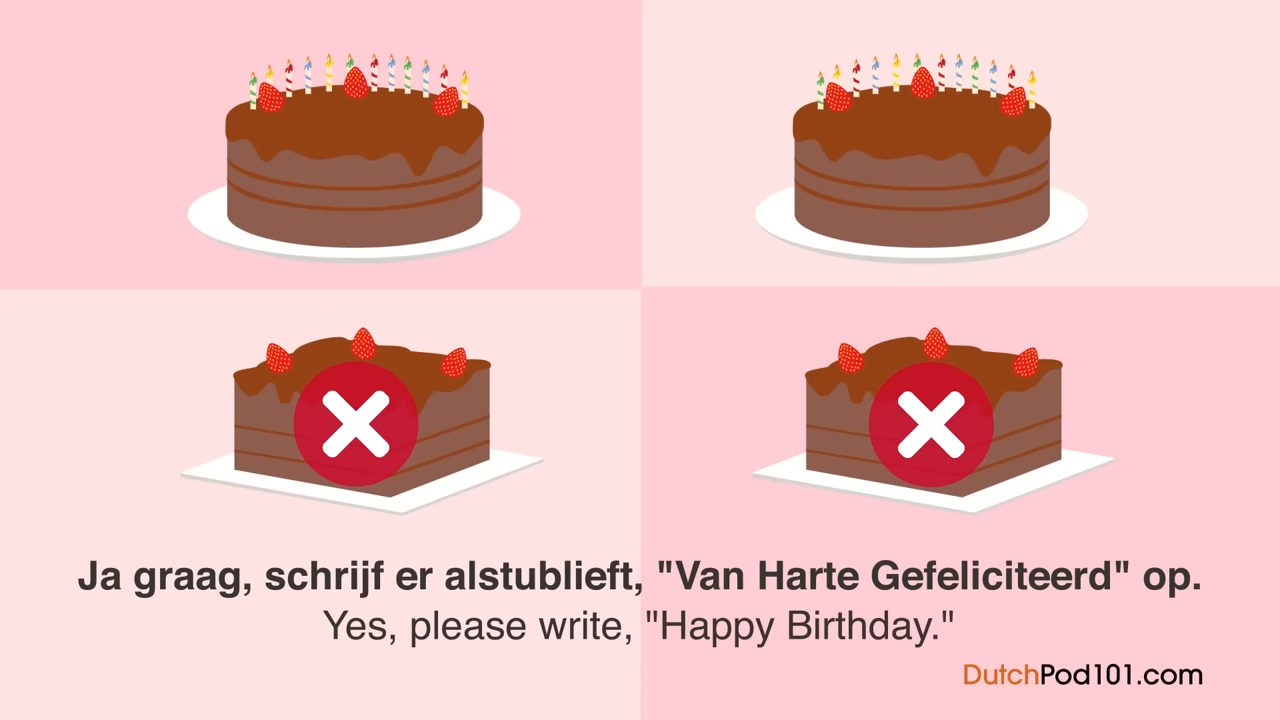 Ja graag, schrijf er alstublieft, "Van Harte Gefeliciteerd" op.
Yes, please write, "Happy Birthday."
DutchPod101.com